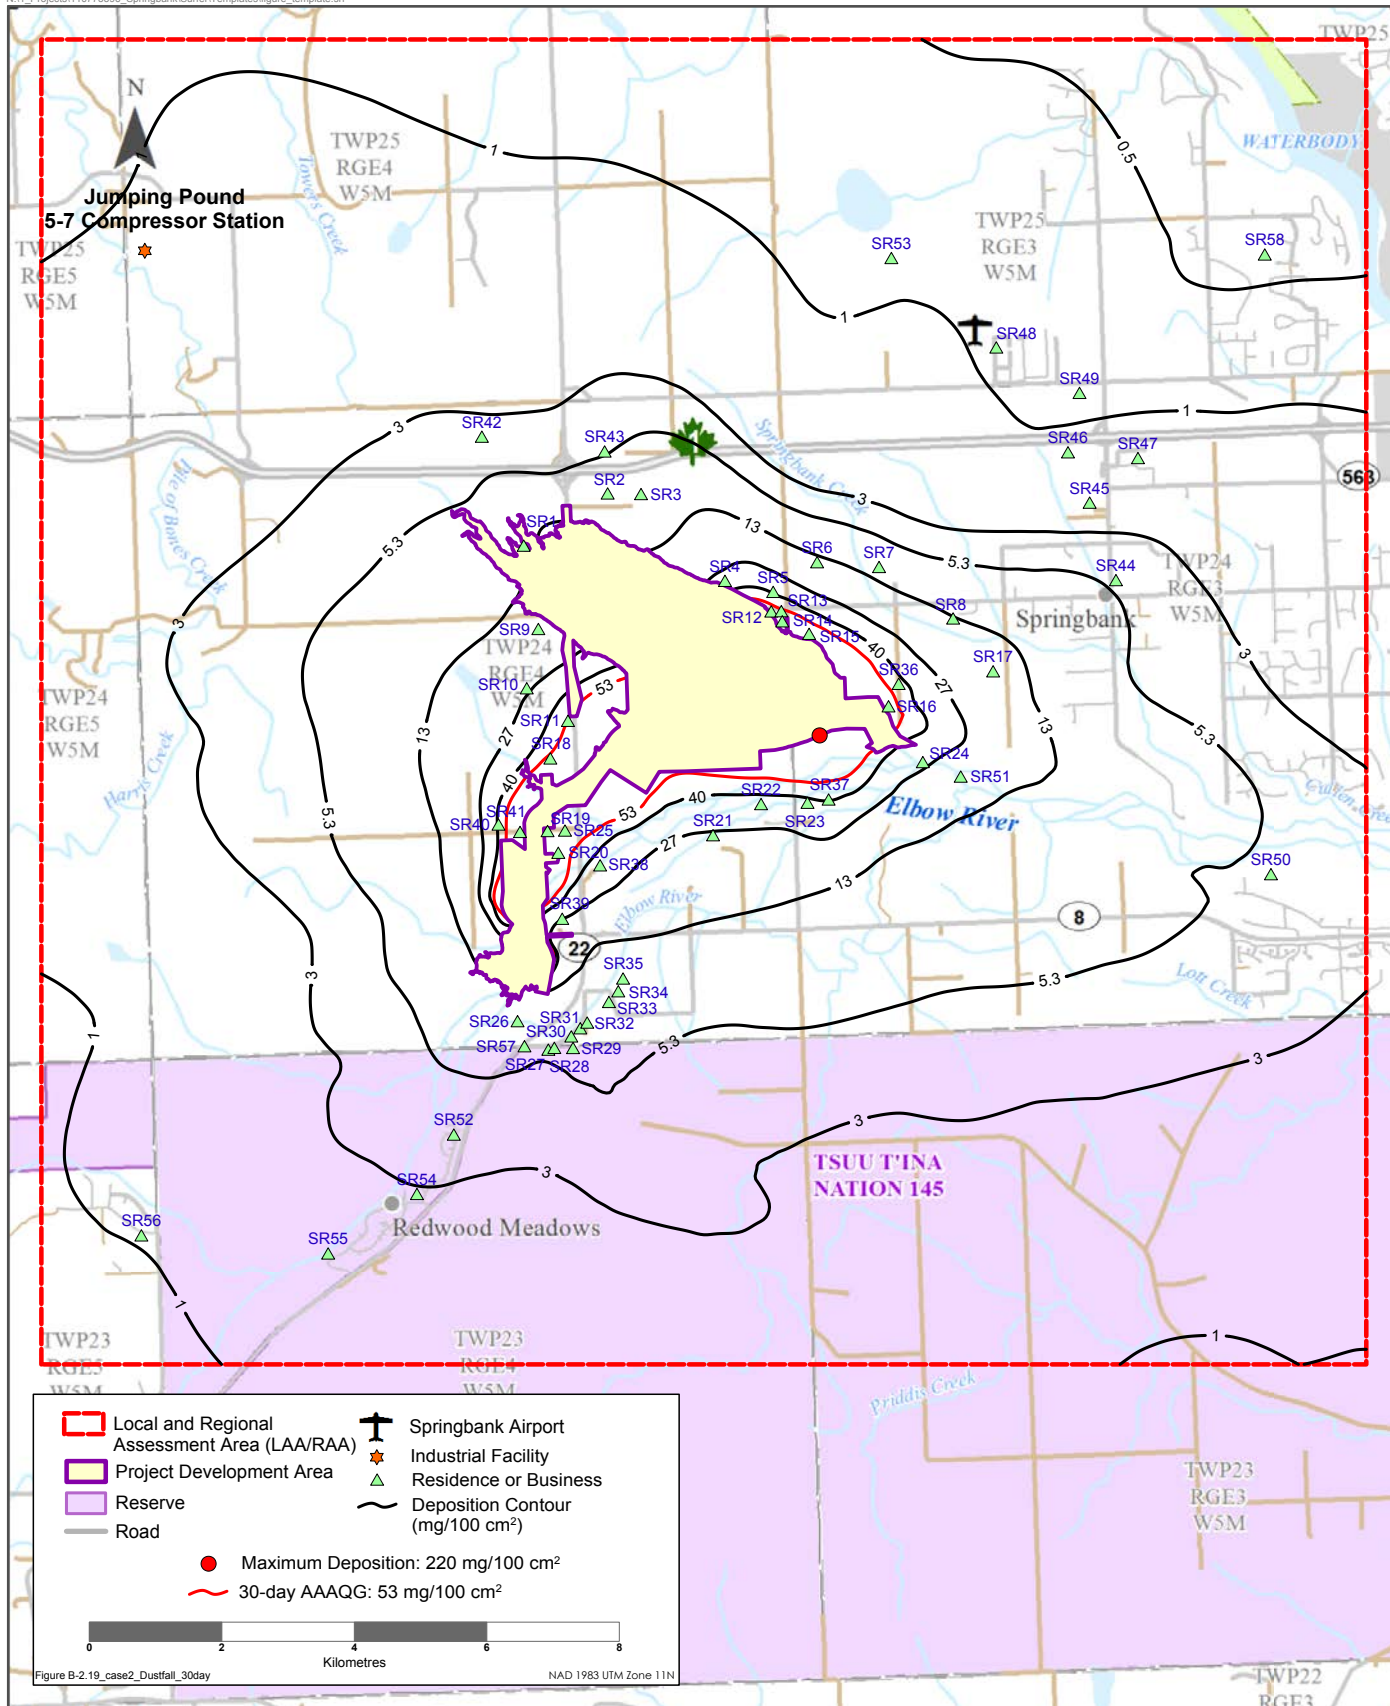 TWP25
N
TWP25
RGE4
W5M
Towers Creek
1
0.5
WATERBODY
Jumping Pound
5-7 Compressor Station
TWP25
RGE5
W5M
TWP25
RGE3
W5M
SR53
SR58
1
SR48
SR49
3
SR42
SR43
1
SR46
SR47
563
Springbank Creek
Pile of Bones Creek
SR2
SR3
3
SR45
5.3
SR1
13
SR6
SR7
5.3
SR44
TWP24
RGE3
W5M
SR4
SR5
SR8
Springbank
SR12
SR13
SR14
SR15
3
SR9
TWP24
RGE4
W5M
3
40
SR17
SR10
53
SR36
27
TWP24
RGE5
W5M
SR16
SR11
13
27
13
5.3
SR18
SR24
Harris Creek
40
SR51
SR37
SR22
40
53
Elbow River
Cullen Creek
5.3
SR41
SR40
SR19
SR25
SR23
SR21
27
SR20
SR38
13
SR50
SR39
Elbow River
8
22
3
SR35
SR34
SR33
5.3
Lott Creek
SR26
SR31
SR32
SR30
SR57
SR29
SR27
SR28
5.3
3
SR52
3
TSUU T'INA
NATION 145
SR54
3
Redwood Meadows
SR56
SR55
1
1
TWP23
RGE5
W5M
TWP23
RGE4
W5M
Priddis Creek
TWP23
RGE3
W5M
Local and Regional
Assessment Area (LAA/RAA)
Project Development Area
Reserve
Road
Springbank Airport
Industrial Facility
Residence or Business
Deposition Contour
(mg/100 cm²)
Maximum Deposition: 220 mg/100 cm²
30-day AAAQG: 53 mg/100 cm²
0 2 4 6 8
Kilometres
Figure B-2.19_case2_Dustfall_30day
NAD 1983 UTM Zone 11N
TWP22
RGE3